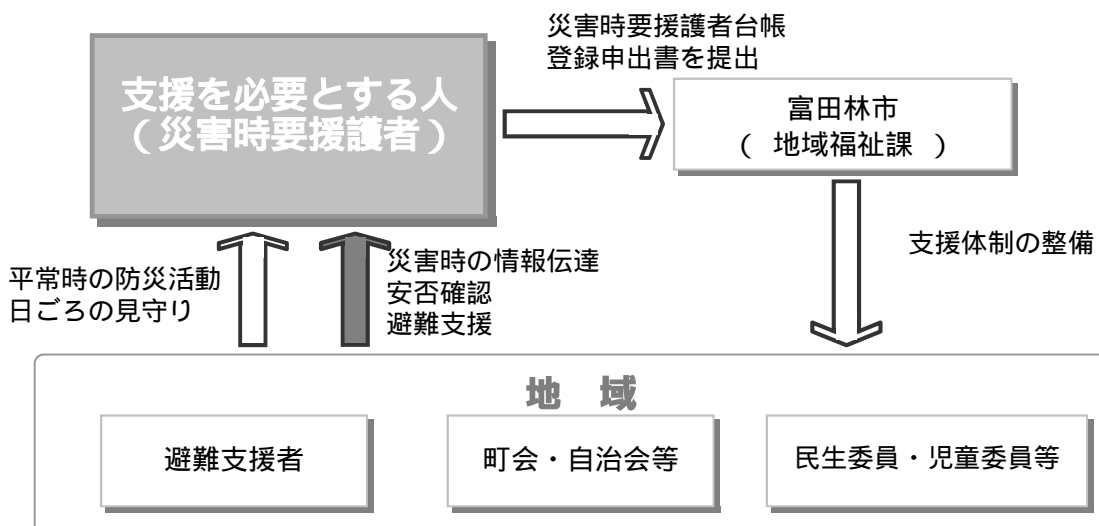 災害時要援護者台帳
登録申出書を提出
支援を必要とする人
(災害時要援護者)
富田林市
( 地域福祉課 )
平常時の防災活動
日ごろの見守り
災害時の情報伝達
安否確認
避難支援
支援体制の整備
地 域
避難支援者
町会・自治会等
民生委員・児童委員等